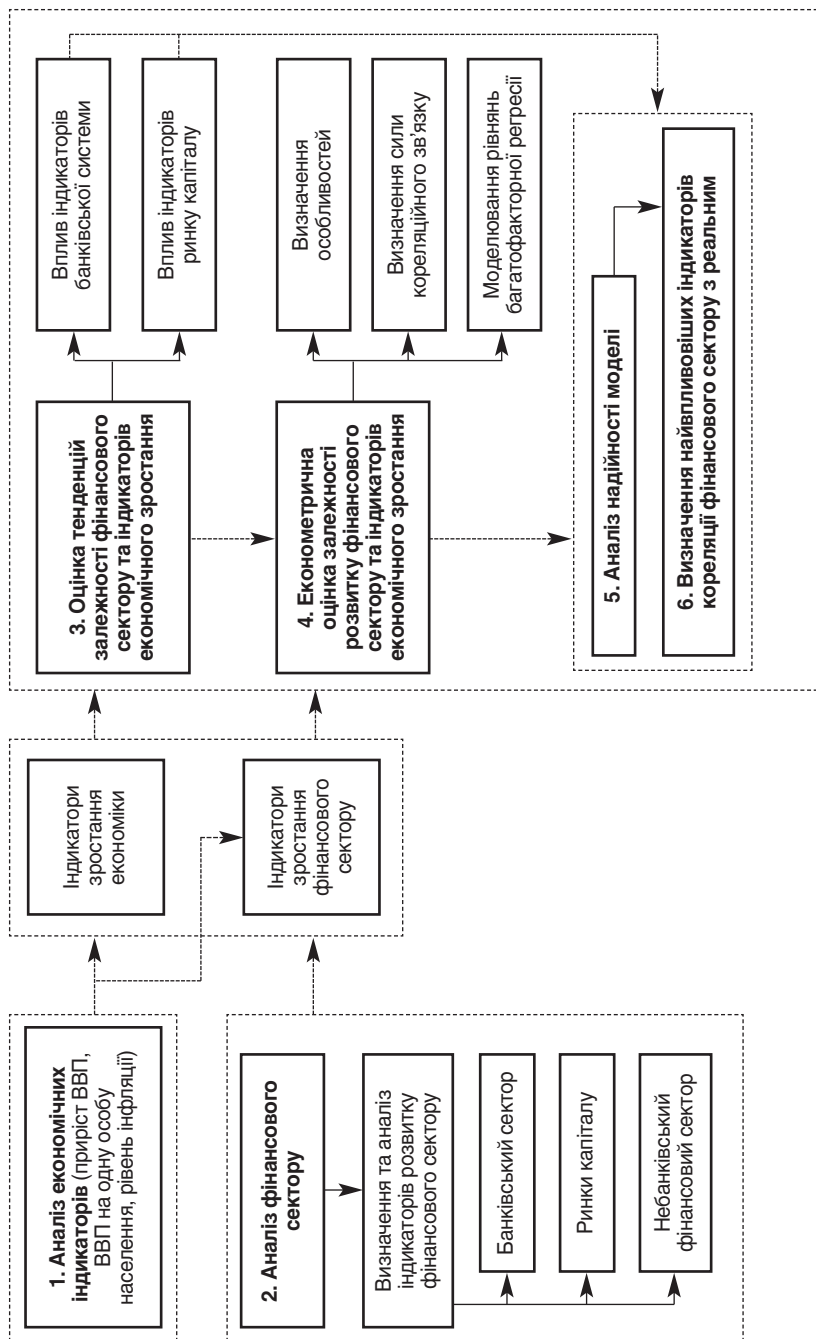 1. Аналіз економічних
індикаторів (приріст ВВП,
ВВП на одну особу
населення, рівень інфляції)
2. Аналіз фінансового
сектору
Визначення та аналіз
індикаторів розвитку
фінансового сектору
Банківський сектор
Ринки капіталу
Небанківський
фінансовий сектор
Індикатори
зростання
економіки
Індикатори
зростання
фінансового
сектору
3. Оцінка тенденцій
залежності фінансового
сектору та індикаторів
економічного зростання
4. Економетрична
оцінка залежності
розвитку фінансового
сектору та індикаторів
економічного зростання
Вплив індикаторів
банківської системи
Вплив індикаторів
ринку капіталу
Визначення
особливостей
Визначення сили
кореляційного зв'язку
Моделювання рівнянь
багатофакторної регресії
5. Аналіз надійності моделі
6. Визначення найвпливовіших індикаторів
кореляції фінансового сектору з реальним